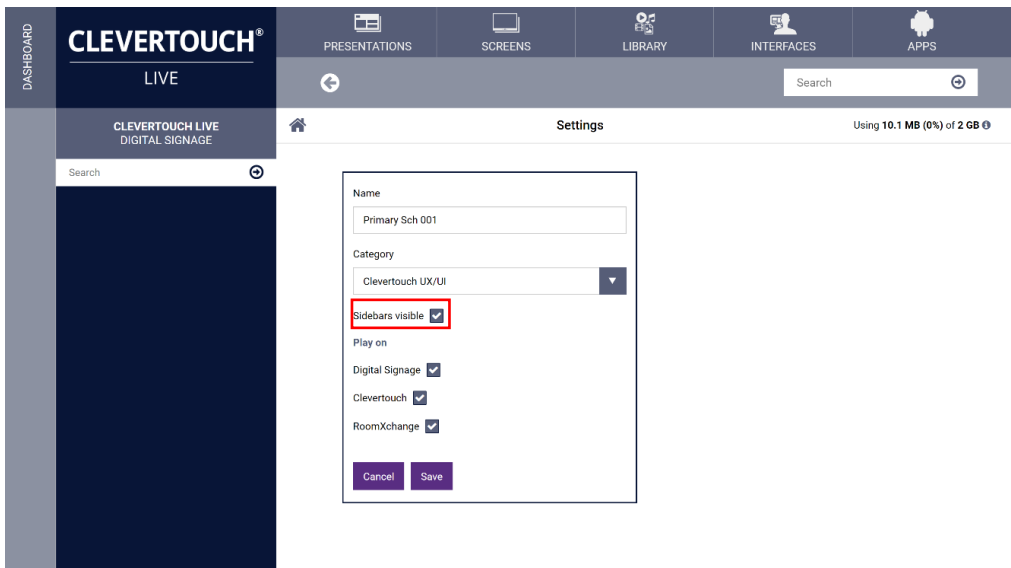 DASHBOARD
CLEVERTOUCH®
LIVE
PRESENTATIONS
SCREENS
LIBRARY
INTERFACES
APPS
Search
CLEVERTOUCH LIVE
DIGITAL SIGNAGE
Settings
Using 10.1 MB (0%) of 2 GB
Search
Name
Primary Sch 001
Category
Clevertouch UX/UI
Sidebars visible
Play on
Digital Signage
Clevertouch
RoomXchange
Cancel
Save